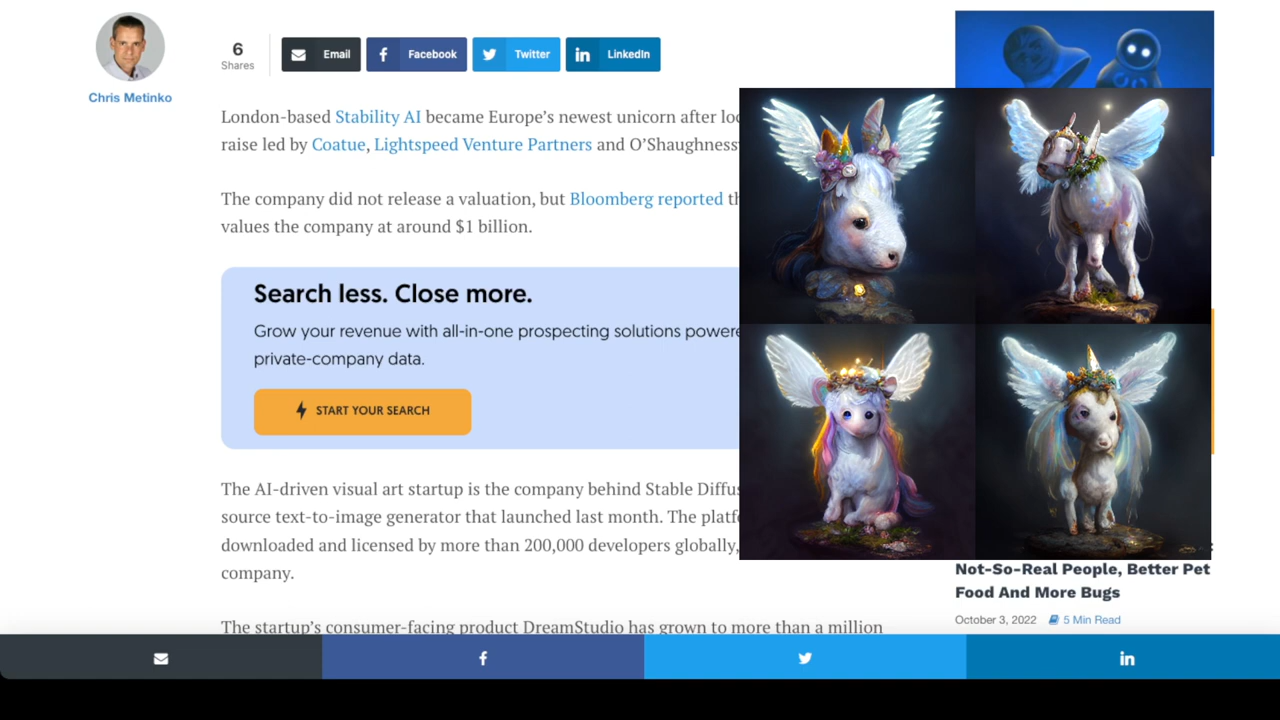 6
Shares
Email
Facebook
Twitter
LinkedIn
Chris Metinko
London-based Stability AI became Europe's newest unicorn after
raise led by Coatue, Lightspeed Venture Partners and
The company did not release a valuation, but Bloomberg reported
values the company at around $1 billion.
Search less. Close more.
Grow your revenue with all-in-one prospecting solutions
private-company data.
START YOUR SEARCH
The AI-driven visual art startup is the company behind Stable
source text-to-image generator that launched last month. The
downloaded and licensed by more than 200,000 developers globally,
company.
Not-So-Real People, Better Pet
Food And More Bugs
October 3, 2022 5 Min Read
The startup's consumer-facing product DreamStudio has grown to more than a million